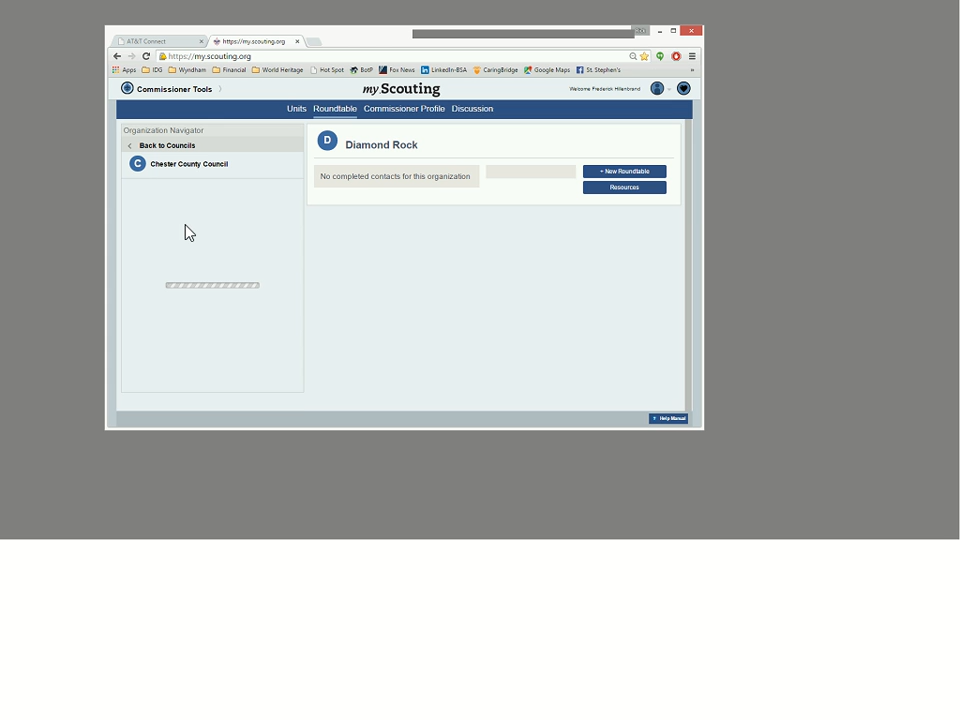 AT&T Connect
https://my.scouting.org
https://my.scouting.org
Apps IDG Wyndham Financial World Heritage Hot Spot BotP Fox News LinkedIn-BSA CaringBridge Google Maps St. Stephen's »
Commissioner Tools
myScouting
Welcome Frederick Hillenbrand
Units Roundtable Commissioner Profile Discussion
Organization Navigator
Back to Councils
C Chester County Council
D Diamond Rock
No completed contacts for this organization
+ New Roundtable
Resources
? Help Manual